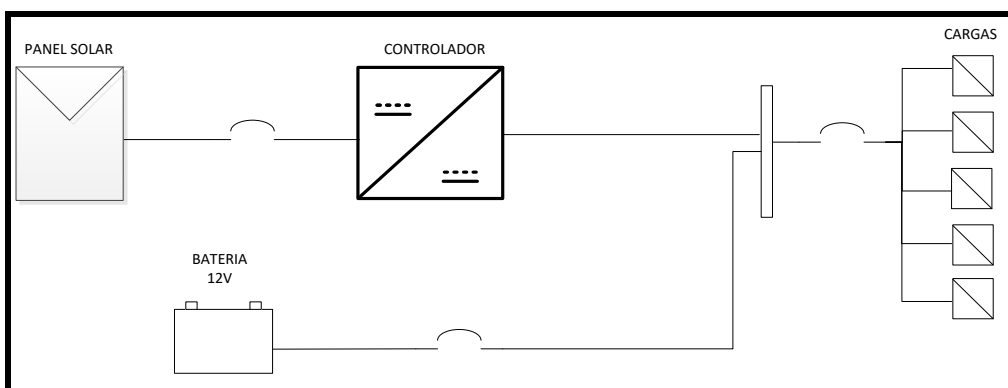 PANEL SOLAR
CONTROLADOR
CARGAS
BATERIA
12V